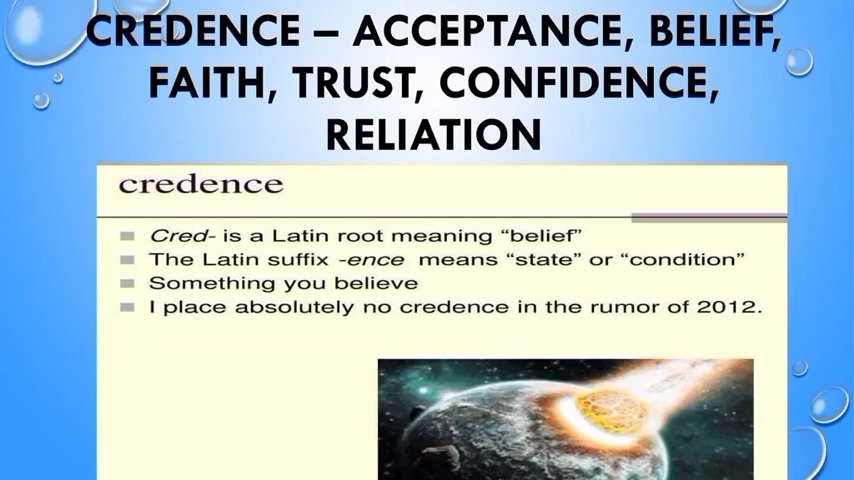 CREDENCE – ACCEPTANCE, BELIEF,
FAITH, TRUST, CONFIDENCE,
RELIATION
credence
Cred- is a Latin root meaning “belief”
The Latin suffix -ence means “state” or “condition”
Something you believe
I place absolutely no credence in the rumor of 2012.